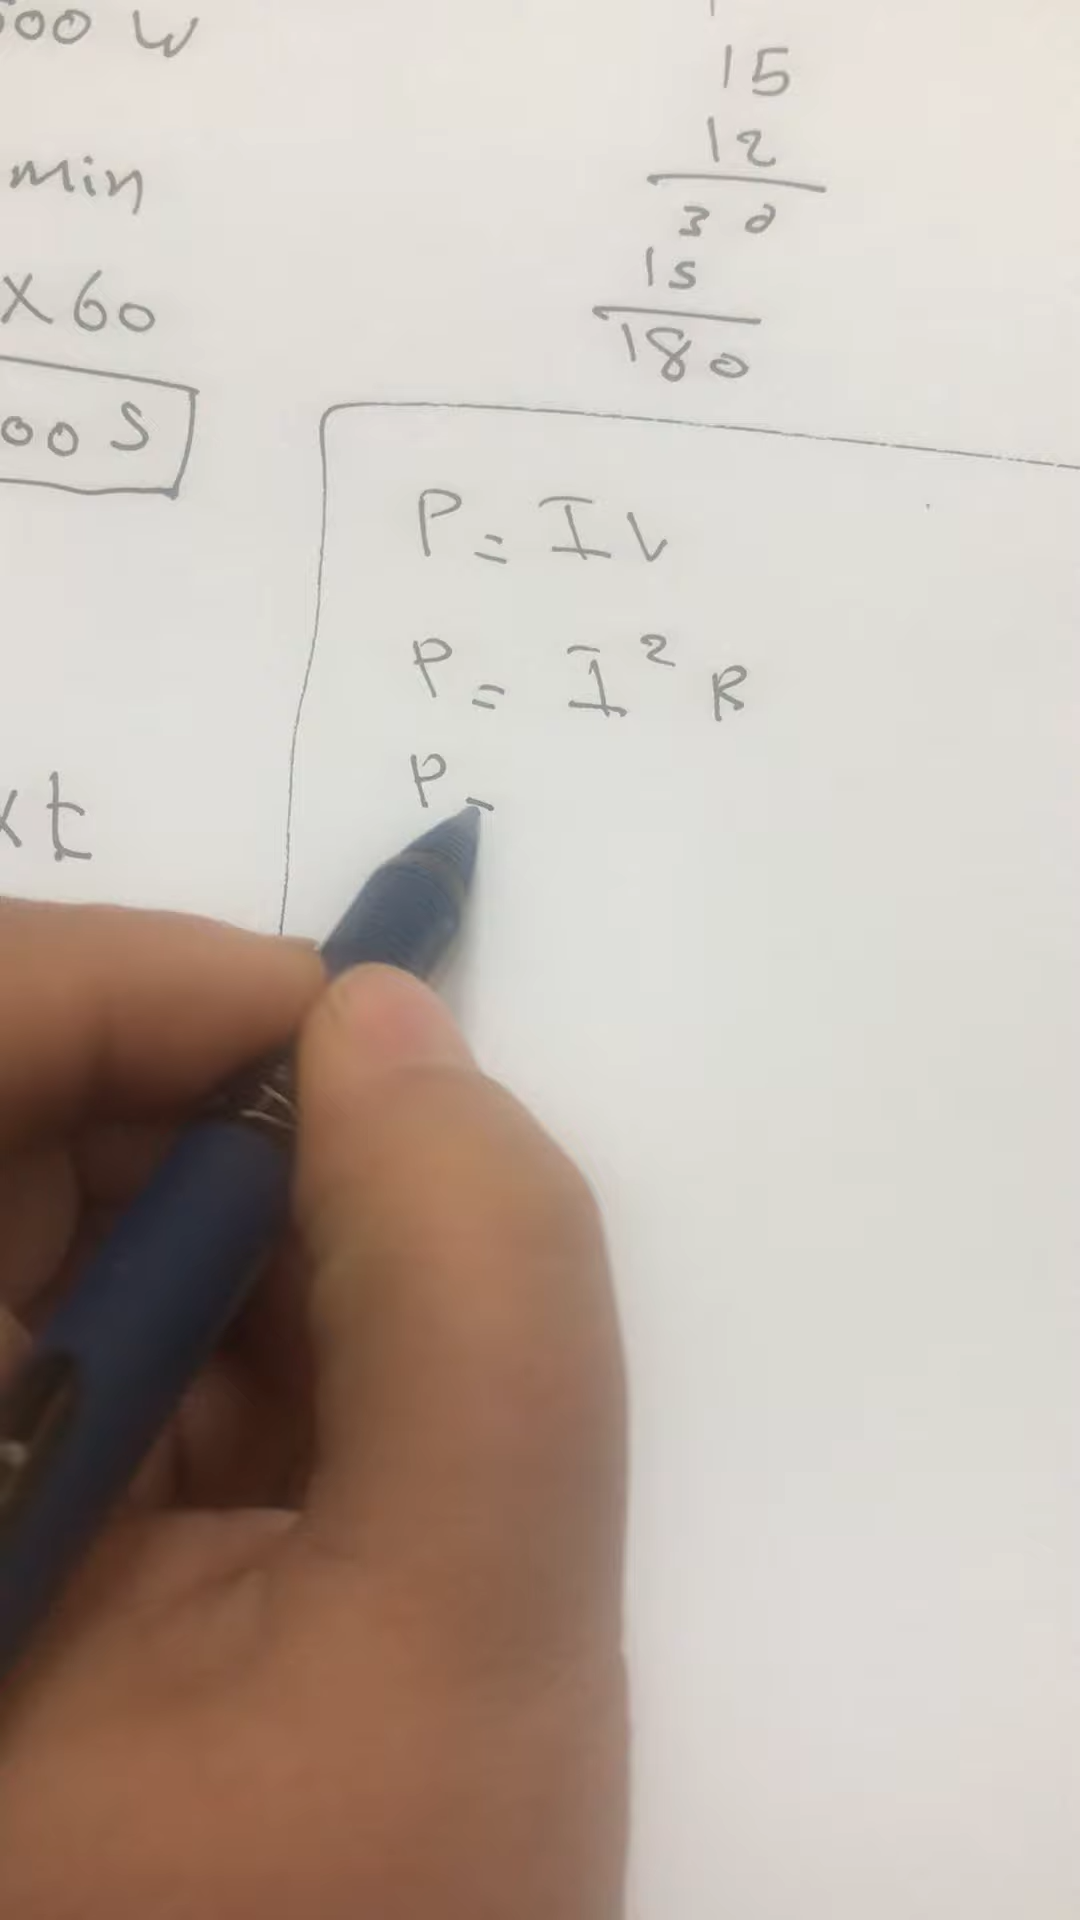 00 W
min
X 60
00 S
xt
15
12
30
15
180
P = IV
P = I² R
P -